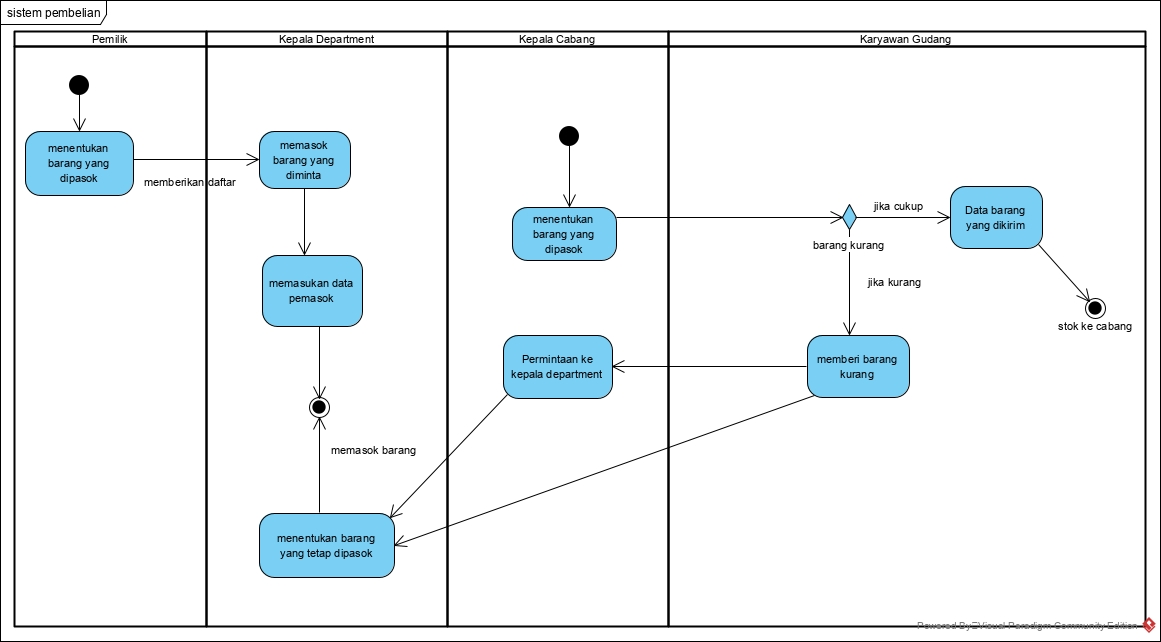 sistem pembelian
Pemilik
Kepala Department
Kepala Cabang
Karyawan Gudang
menentukan
barang yang
dipasok
memberikan daftar
memasok
barang yang
diminta
memasukan data
pemasok
memasok barang
menentukan barang
yang tetap dipasok
menentukan
barang yang
dipasok
Permintaan ke
kepala department
jika cukup
barang kurang
jika kurang
Data barang
yang dikirim
stok ke cabang
memberi barang
kurang
Powered By Visual Paradigm Community Edition